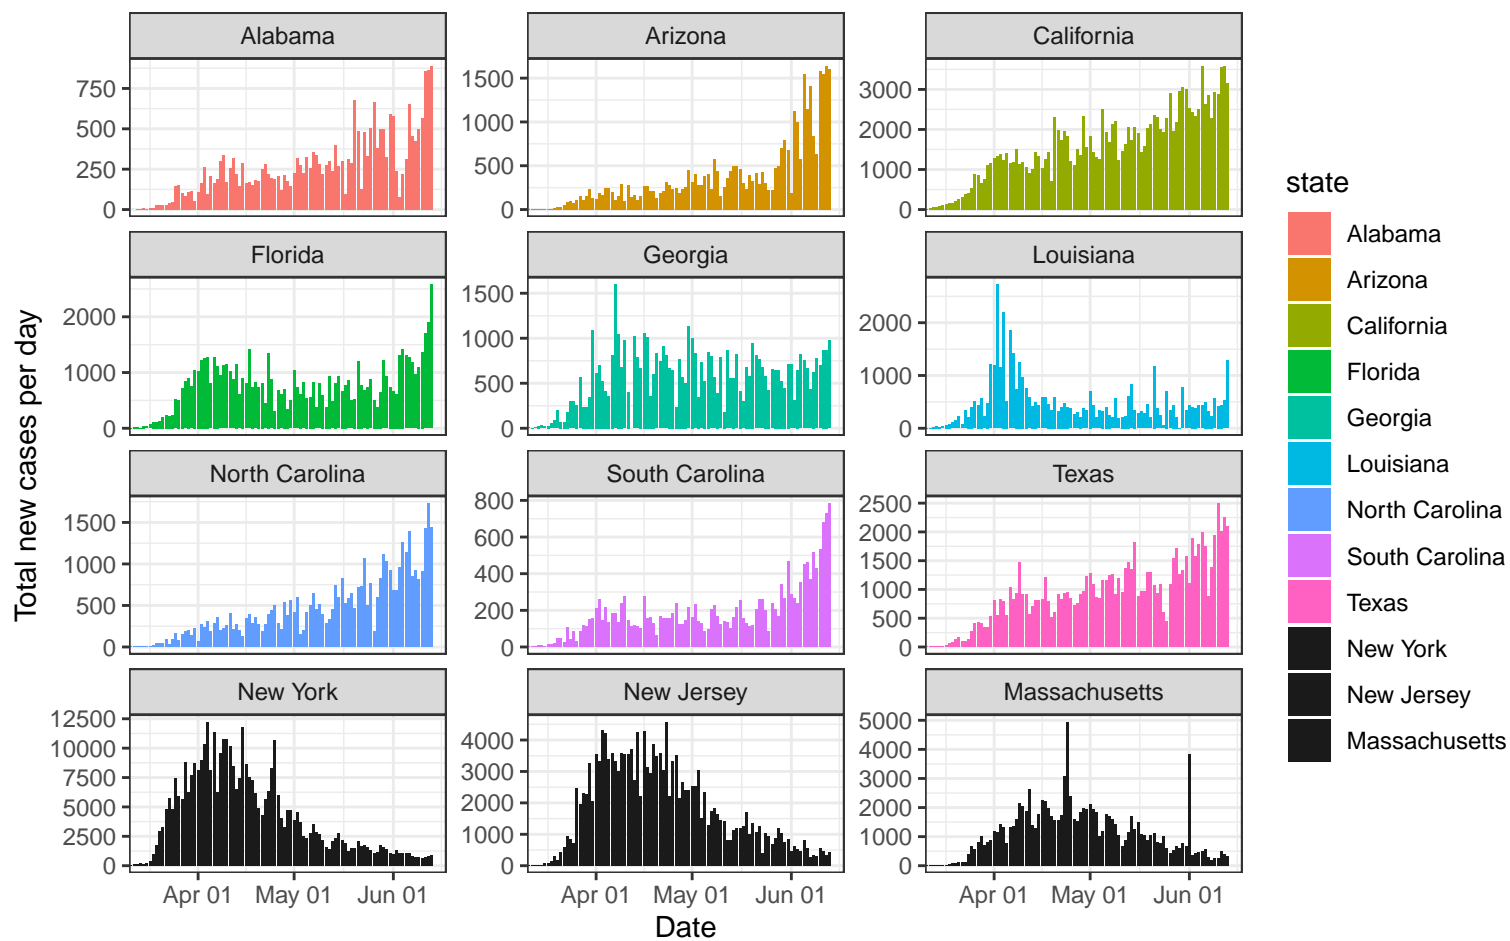 Alabama
Arizona
California
750
500
250
0
1500
1000
500
0
3000
2000
1000
0
Florida
Georgia
Louisiana
2000
1000
0
1500
1000
500
0
2000
1000
0
North Carolina
South Carolina
Texas
1500
1000
500
0
800
600
400
200
0
2500
2000
1500
1000
500
0
New York
New Jersey
Massachusetts
12500
10000
7500
5000
2500
0
4000
3000
2000
1000
0
5000
4000
3000
2000
1000
0
Apr 01 May 01 Jun 01
Apr 01 May 01 Jun 01
Apr 01 May 01 Jun 01
Date
Total new cases per day
state
Alabama
Arizona
California
Florida
Georgia
Louisiana
North Carolina
South Carolina
Texas
New York
New Jersey
Massachusetts